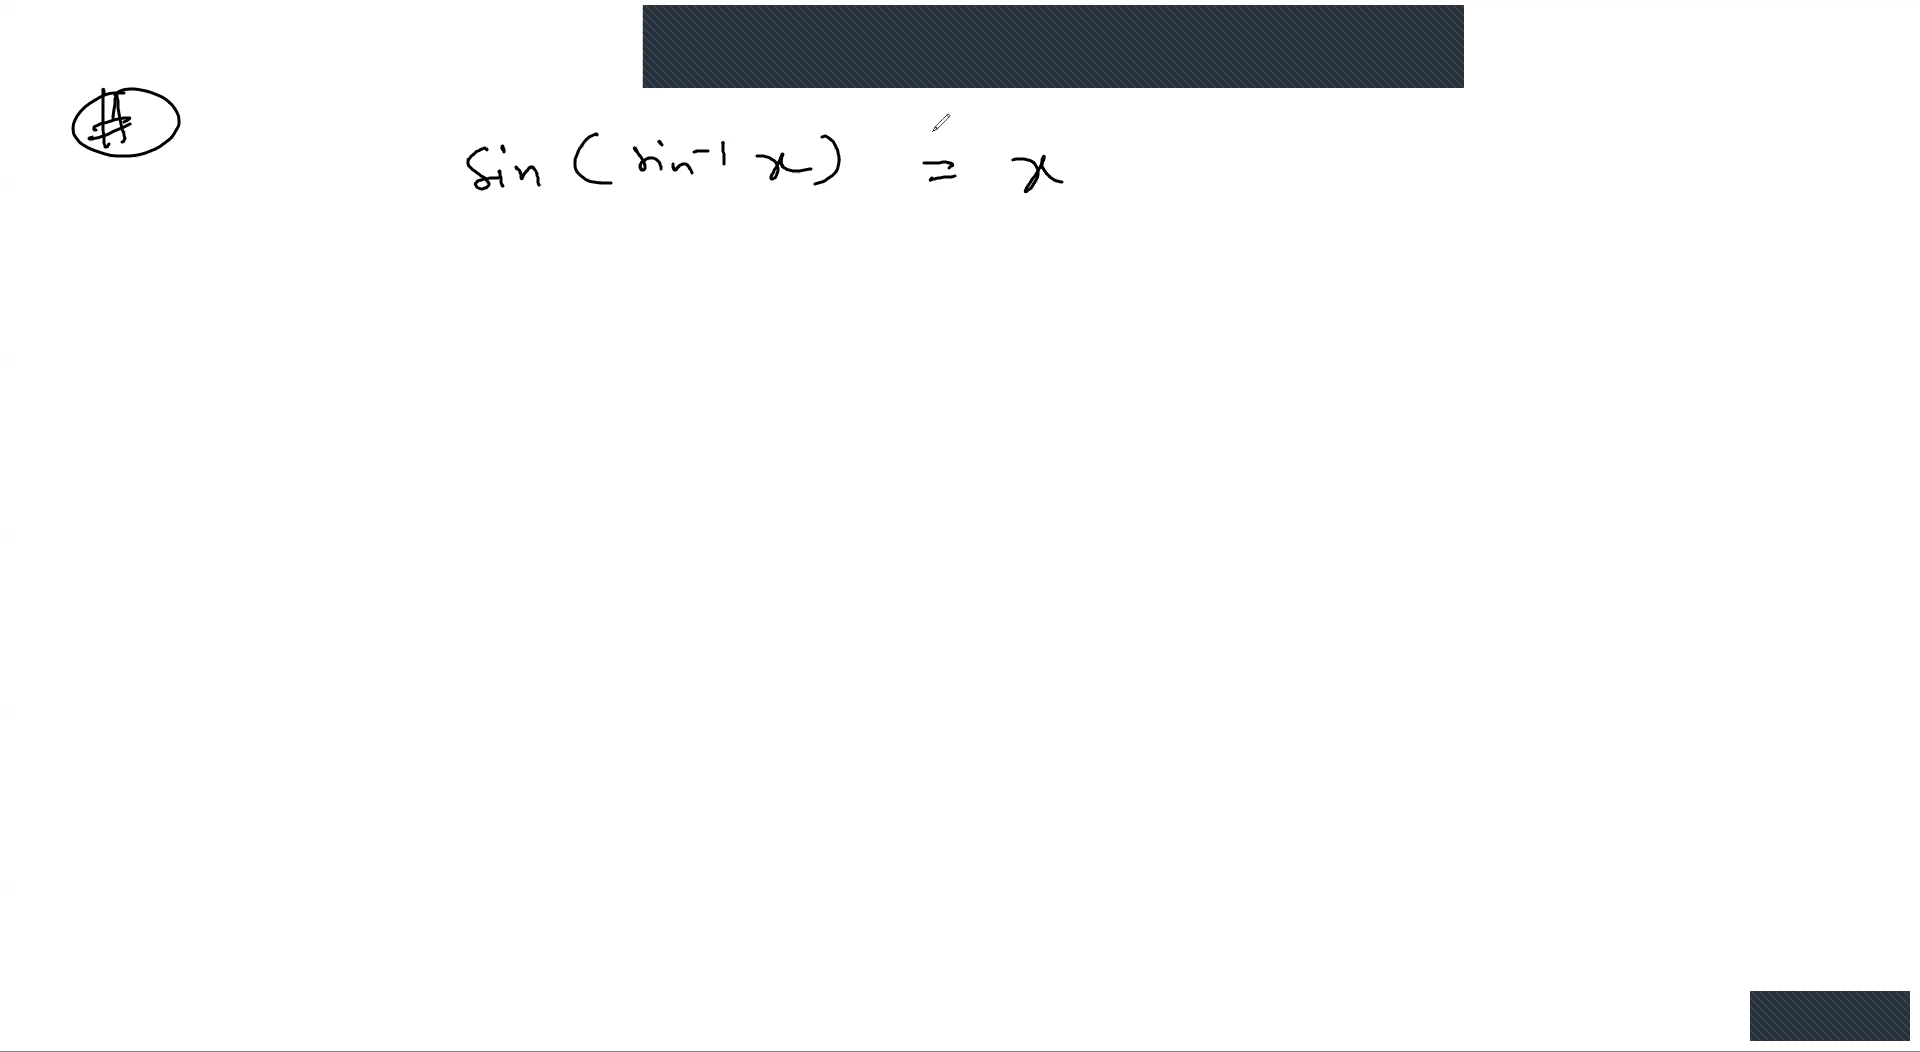 #
sin (sin⁻¹ x) = x